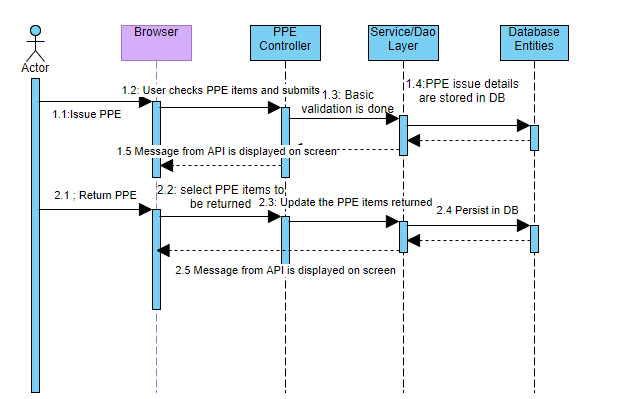 Actor
Browser
PPE
Controller
Service/Dao
Layer
Database
Entities
1.1:Issue PPE
1.2: User checks PPE items and submits
1.3: Basic
validation is done
1.4:PPE issue details
are stored in DB
1.5 Message from API is displayed on screen
2.1 ; Return PPE
2.2: select PPE items to
be returned
2.3: Update the PPE items returned
2.4 Persist in DB
2.5 Message from API is displayed on screen